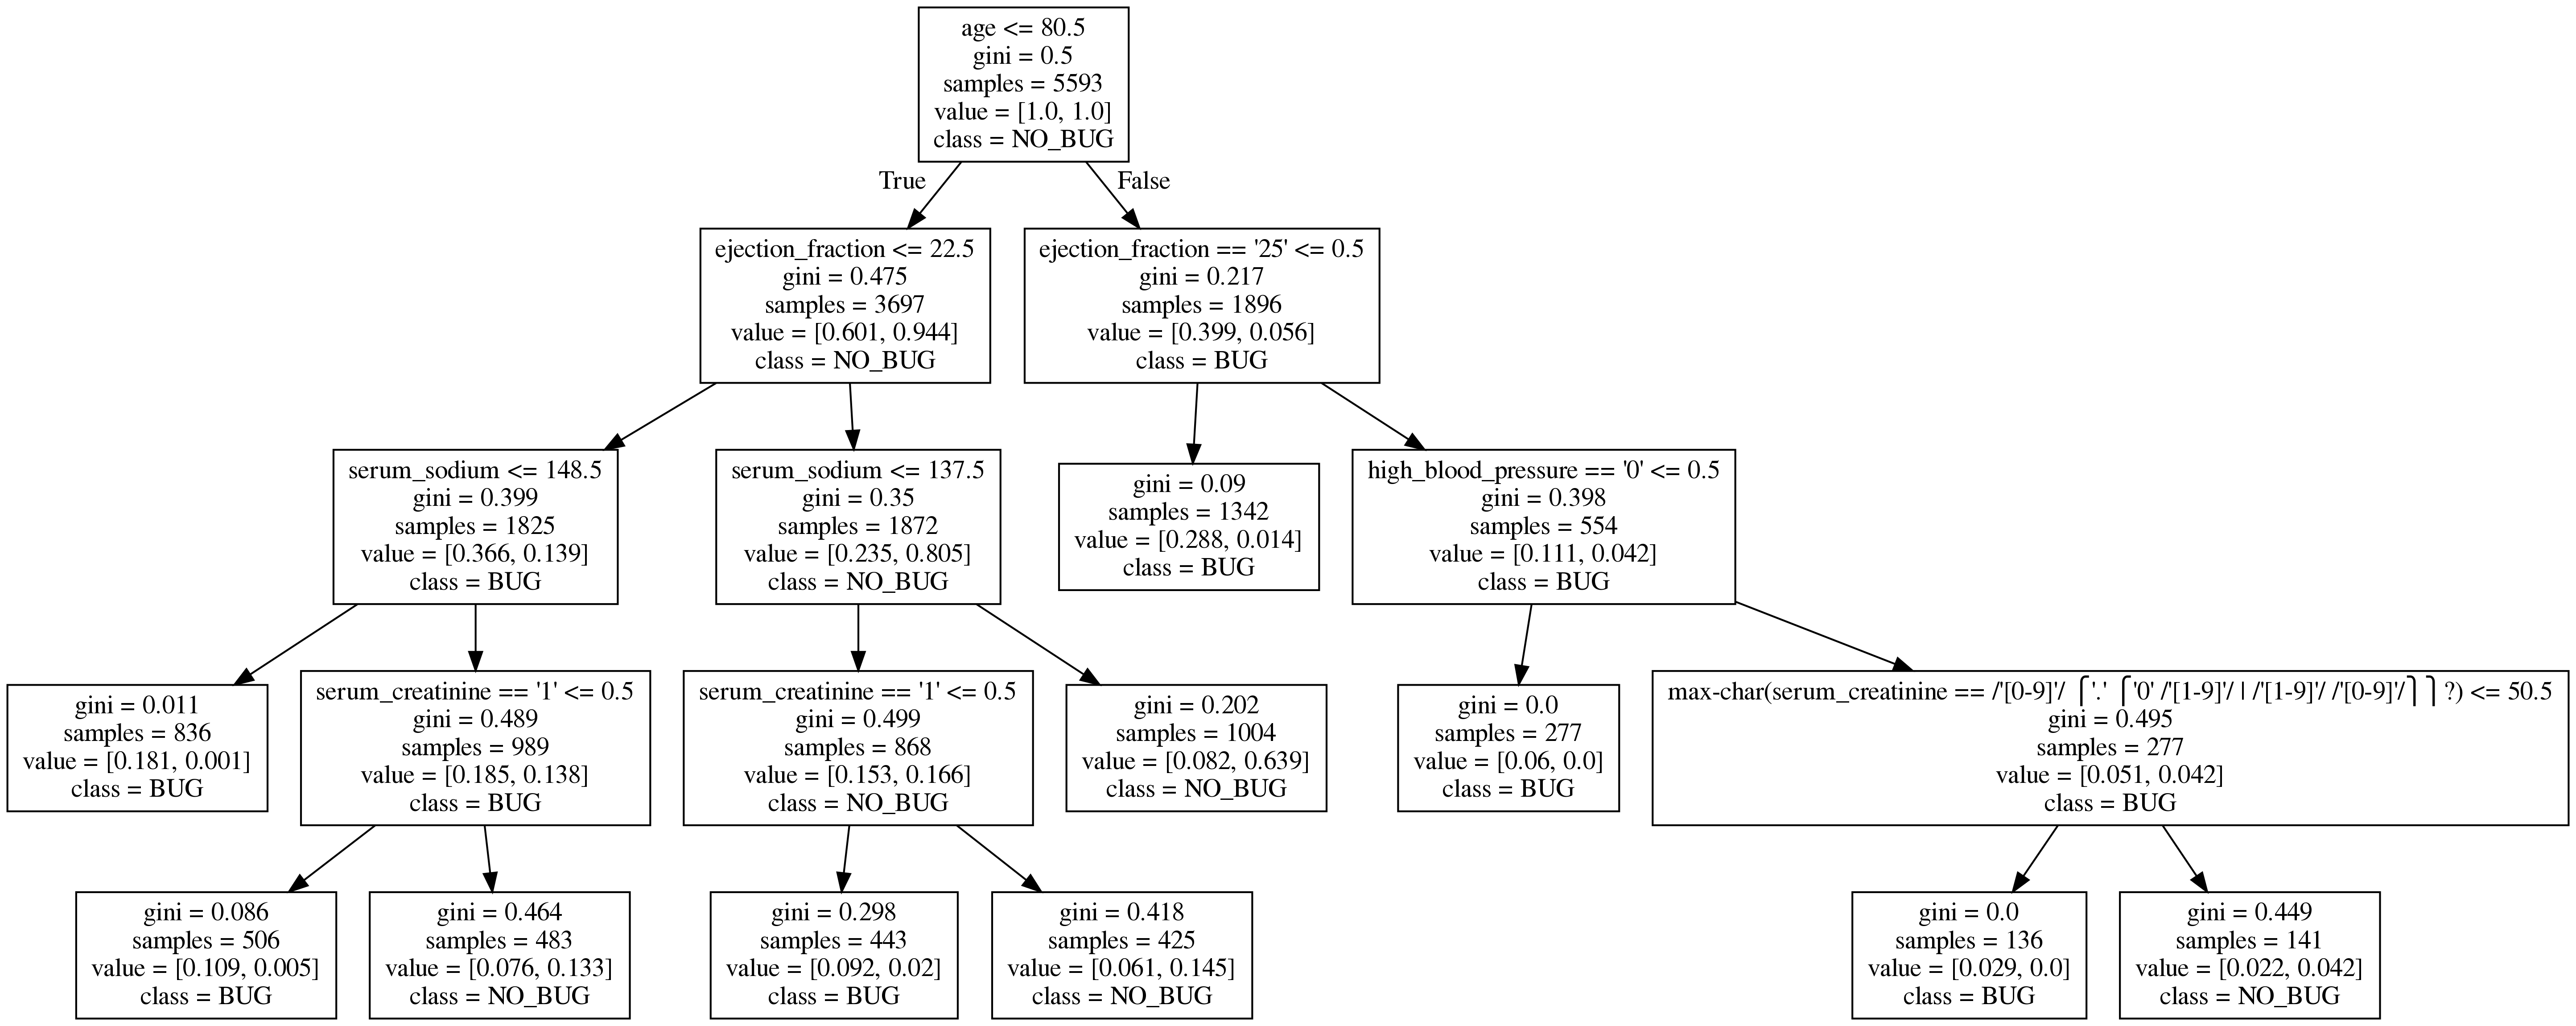 age <= 80.5
gini = 0.5
samples = 5593
value = [1.0, 1.0]
class = NO_BUG
True
False
ejection_fraction <= 22.5
gini = 0.475
samples = 3697
value = [0.601, 0.944]
class = NO_BUG
ejection_fraction == '25' <= 0.5
gini = 0.217
samples = 1896
value = [0.399, 0.056]
class = BUG
serum_sodium <= 148.5
gini = 0.399
samples = 1825
value = [0.366, 0.139]
class = BUG
serum_sodium <= 137.5
gini = 0.35
samples = 1872
value = [0.235, 0.805]
class = NO_BUG
gini = 0.09
samples = 1342
value = [0.288, 0.014]
class = BUG
high_blood_pressure == '0' <= 0.5
gini = 0.398
samples = 554
value = [0.111, 0.042]
class = BUG
gini = 0.011
samples = 836
value = [0.181, 0.001]
class = BUG
serum_creatinine == '1' <= 0.5
gini = 0.489
samples = 989
value = [0.185, 0.138]
class = BUG
serum_creatinine == '1' <= 0.5
gini = 0.499
samples = 868
value = [0.153, 0.166]
class = NO_BUG
gini = 0.202
samples = 1004
value = [0.082, 0.639]
class = NO_BUG
gini = 0.0
samples = 277
value = [0.06, 0.0]
class = BUG
max-char(serum_creatinine == /'[0-9]'/ ⎧'.' ⎧'0' /'[1-9]'/ | /'[1-9]'/ /'[0-9]'/⎫ ⎫ ?) <= 50.5
gini = 0.495
samples = 277
value = [0.051, 0.042]
class = BUG
gini = 0.086
samples = 506
value = [0.109, 0.005]
class = BUG
gini = 0.464
samples = 483
value = [0.076, 0.133]
class = NO_BUG
gini = 0.298
samples = 443
value = [0.092, 0.02]
class = BUG
gini = 0.418
samples = 425
value = [0.061, 0.145]
class = NO_BUG
gini = 0.0
samples = 136
value = [0.029, 0.0]
class = BUG
gini = 0.449
samples = 141
value = [0.022, 0.042]
class = NO_BUG